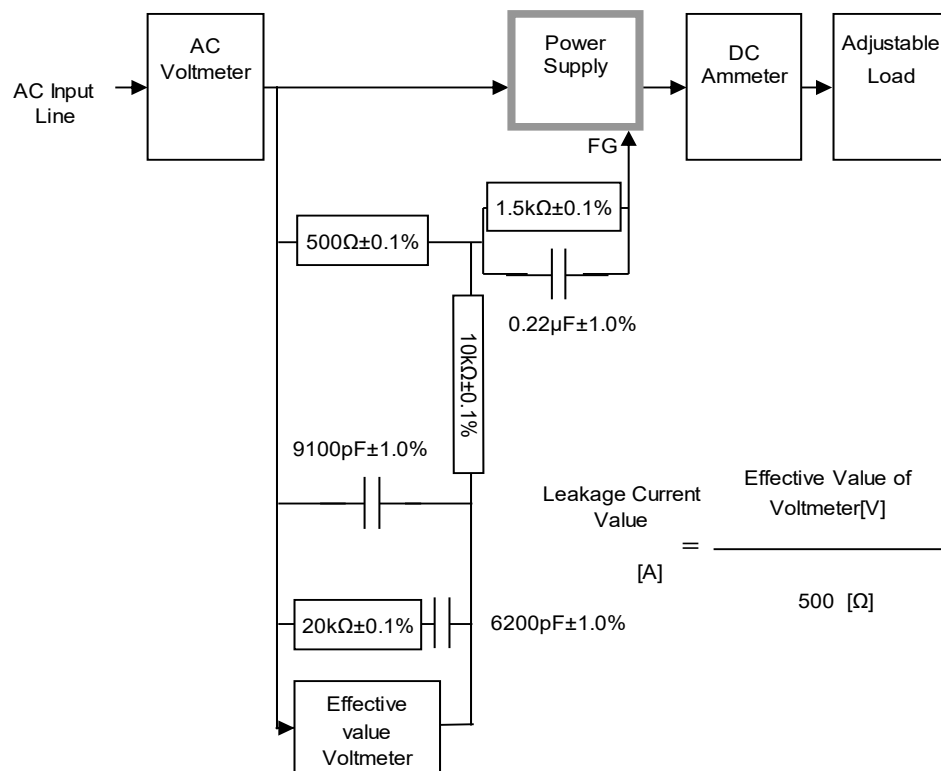 AC
Voltmeter
Power
Supply
DC
Ammeter
Adjustable
Load
AC Input
Line
FG
1.5kΩ±0.1%
500Ω±0.1%
0.22µF±1.0%
10kΩ±0.1%
9100pF±1.0%
Leakage Current
Value
[A]
=
Effective Value of
Voltmeter[V]
500 [Ω]
20kΩ±0.1%
6200pF±1.0%
Effective
value
Voltmeter